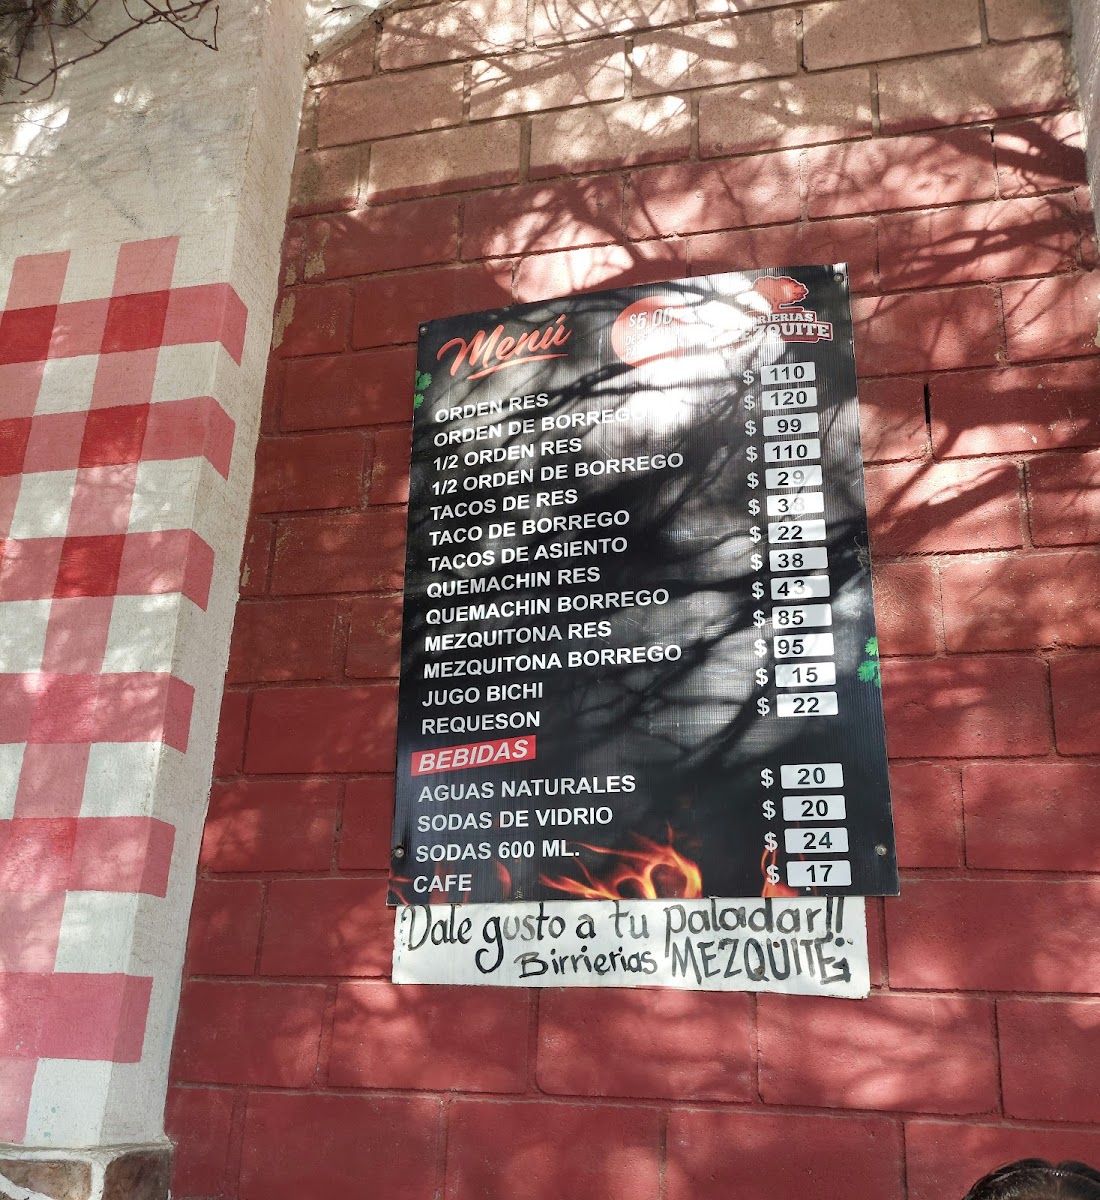 Menú
$5.00
MEZQUITE
ORDEN RES $ 110
ORDEN DE BORREGO $ 120
1/2 ORDEN RES $ 99
1/2 ORDEN DE BORREGO $ 110
TACOS DE RES $ 29
TACO DE BORREGO $ 38
TACOS DE ASIENTO $ 22
QUEMACHIN RES $ 38
QUEMACHIN BORREGO $ 43
MEZQUITONA RES $ 85
MEZQUITONA BORREGO $ 95
JUGO BICHI $ 15
REQUESON $ 22
BEBIDAS
AGUAS NATURALES $ 20
SODAS DE VIDRIO $ 20
SODAS 600 ML. $ 24
CAFE $ 17
Dale gusto a tu paladar!!
Birrierias MEZQUITE